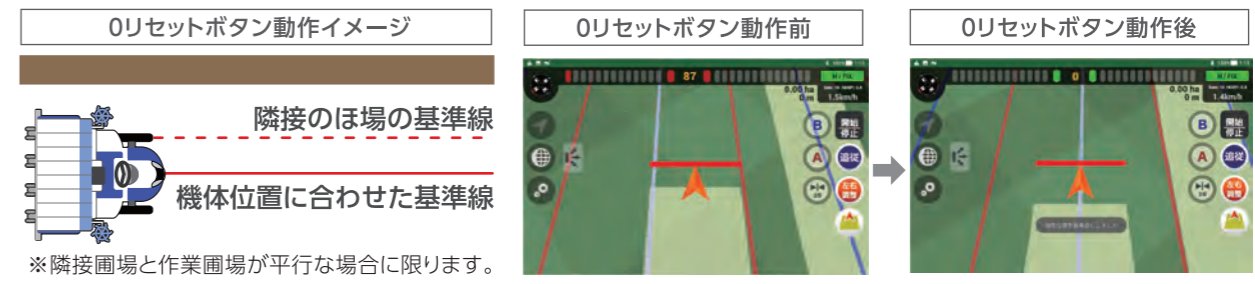 0リセットボタン動作イメージ
隣接のほ場の基準線
機体位置に合わせた基準線
※隣接圃場と作業圃場が平行な場合に限ります。
0リセットボタン動作前
87
0.00 ha
0 m
1.5km/h
B
開始
停止
A
追従
左右
調整
0リセットボタン動作後
0
0.00 ha
0 m
1.4km/h
B
開始
停止
A
追従
左右
調整